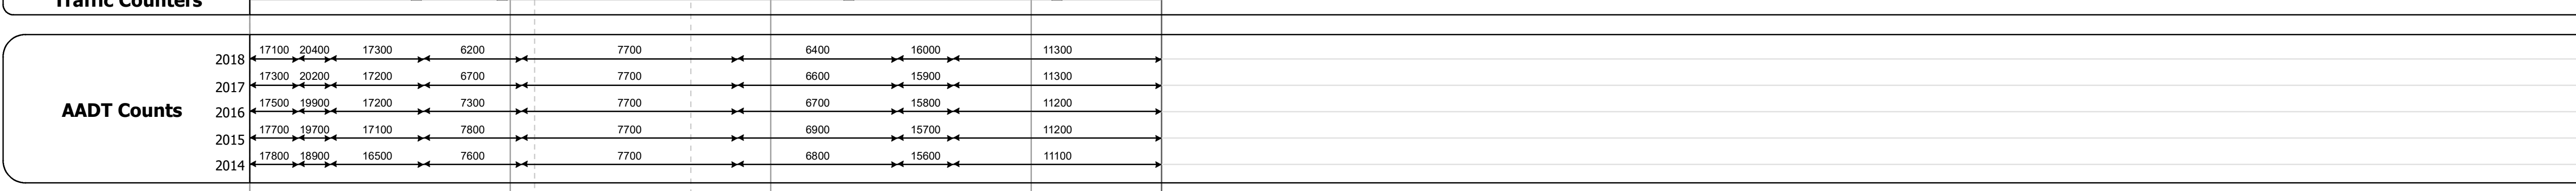 Traffic Counters
2018 17100 20400 17300 6200 7700 6400 16000 11300
2017 17300 20200 17200 6700 7700 6600 15900 11300
AADT Counts
2016 17500 19900 17200 7300 7700 6700 15800 11200
2015 17700 19700 17100 7800 7700 6900 15700 11200
2014 17800 18900 16500 7600 7700 6800 15600 11100